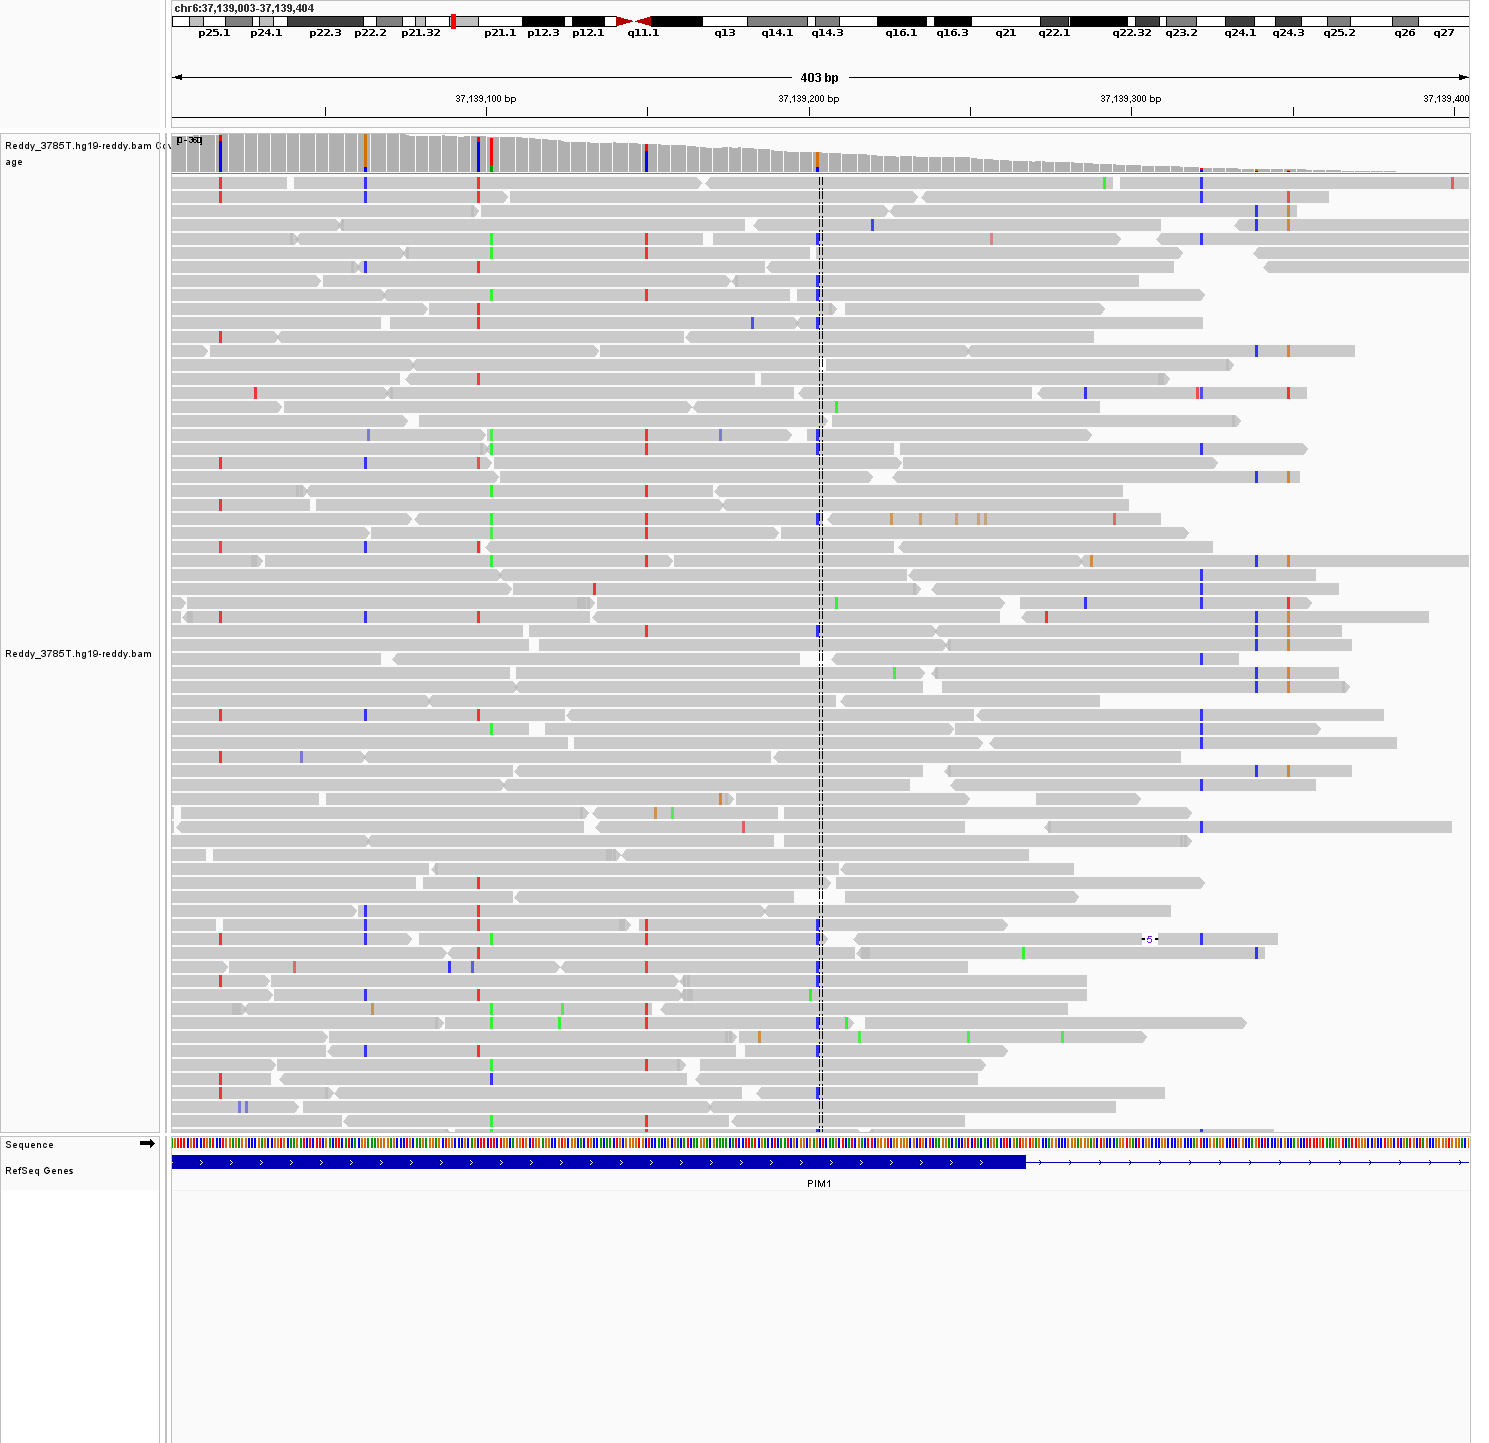 chr6:37,139,003-37,139,404
p25.1 p24.1 p22.3 p22.2 p21.32 p21.1 p12.3 p12.1 q11.1 q13 q14.1 q14.3 q16.1 q16.3 q21 q22.1 q22.32 q23.2 q24.1 q24.3 q25.2 q26 q27
403 bp
37,139,100 bp 37,139,200 bp 37,139,300 bp 37,139,400
Reddy_3785T.hg19-reddy.bam Cov
age
5
Reddy_3785T.hg19-reddy.bam
Sequence
RefSeq Genes
PIM1